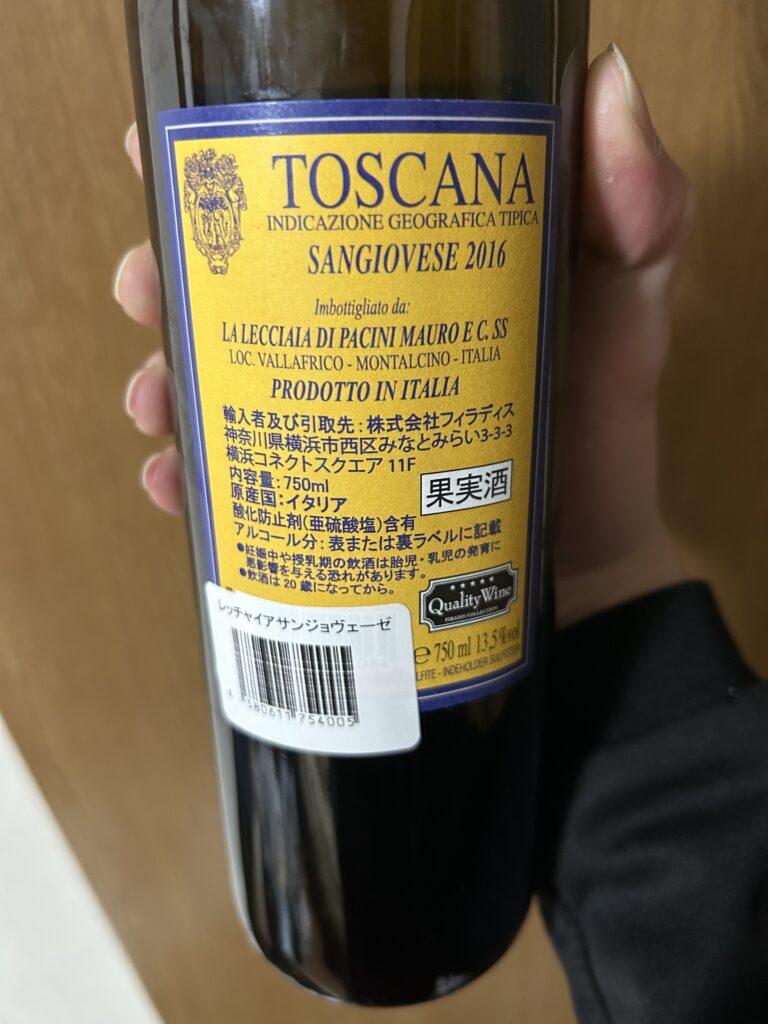 TOSCANA
INDICAZIONE GEOGRAFICA TIPICA
SANGIOVESE 2016
Imbottigliato da:
LA LECCIAIA DI PACINI MAURO E C. SS
LOC. VALLAFRICO - MONTALCINO - ITALIA
PRODOTTO IN ITALIA
輸入者及び引取先：株式会社フィラディス
神奈川県横浜市西区みなとみらい3-3-3
横浜コネクトスクエア 11F
内容量：750ml
原産国：イタリア
果実酒
酸化防止剤(亜硫酸塩)含有
アルコール分：表または裏ラベルに記載
●妊娠中や授乳期の飲酒は胎児・乳児の発育に
悪影響を与える恐れがあります。
●飲酒は20歳になってから。
Quality Wine
FIRADIS COLLECTION
レッチャイア サンジョヴェーゼ
4 580611 754005
e 750 ml 13,5%vol
- INDEHOLDER SULFITTER